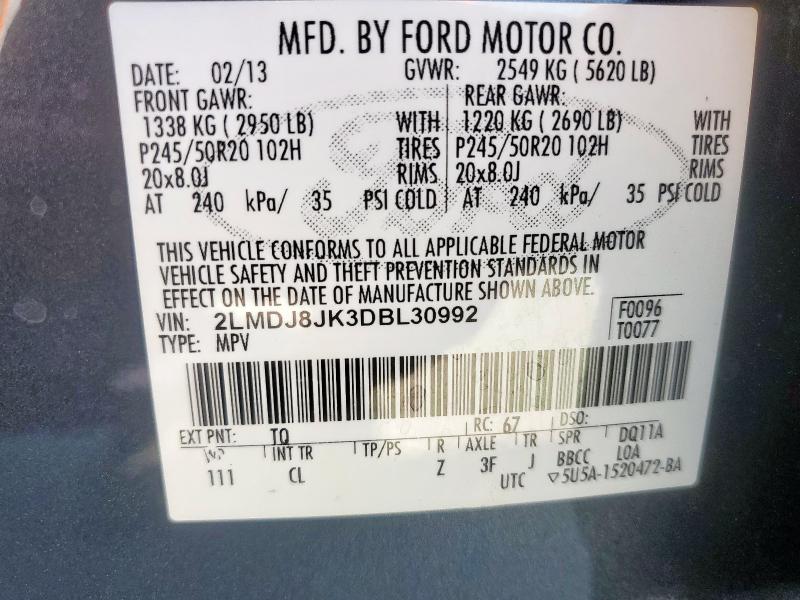 MFD. BY FORD MOTOR CO.
DATE: 02/13 GVWR: 2549 KG ( 5620 LB)
FRONT GAWR: REAR GAWR:
1338 KG ( 2950 LB) WITH 1220 KG ( 2690 LB) WITH
P245/50R20 102H TIRES P245/50R20 102H TIRES
20x8.0J RIMS 20x8.0J RIMS
AT 240 kPa/ 35 PSI COLD AT 240 kPa/ 35 PSI COLD
THIS VEHICLE CONFORMS TO ALL APPLICABLE FEDERAL MOTOR
VEHICLE SAFETY AND THEFT PREVENTION STANDARDS IN
EFFECT ON THE DATE OF MANUFACTURE SHOWN ABOVE.
VIN: 2LMDJ8JK3DBL30992 F0096
TYPE: MPV T0077
EXT PNT: TQ RC: 67 DSO:
WB INT TR TP/PS R AXLE TR SPR DQ11A
111 CL Z 3F J BBCC LOA
UTC ▽5U5A-1520472-BA